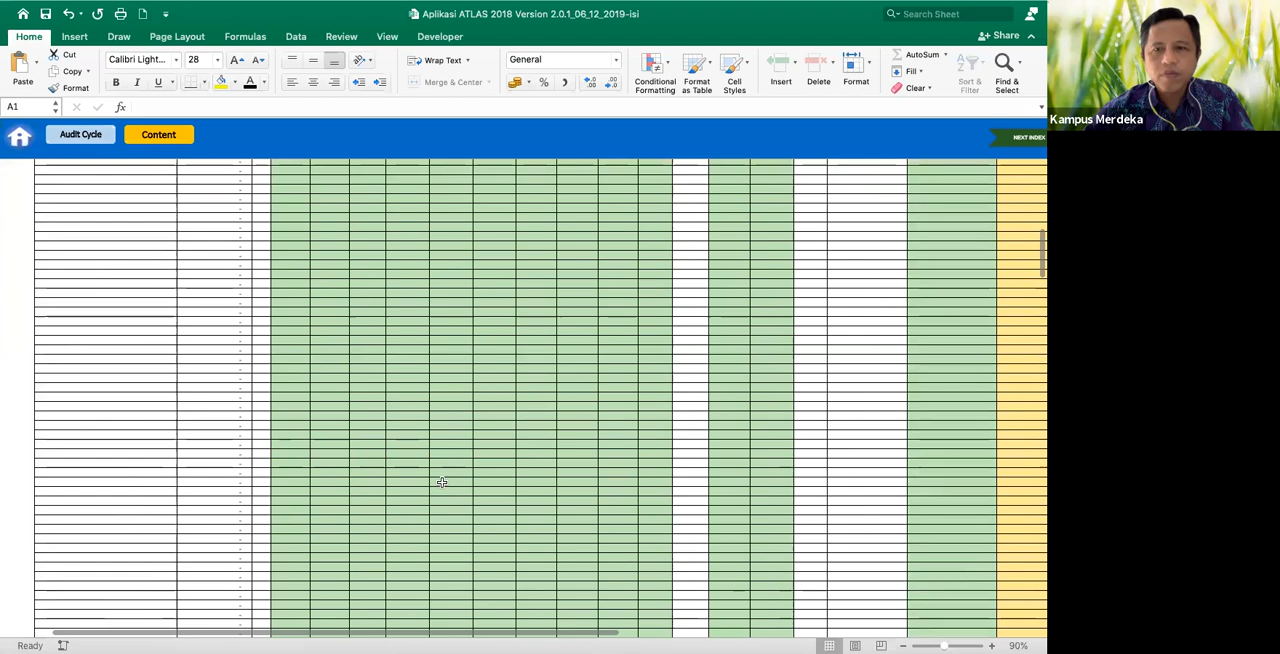 Aplikasi ATLAS 2018 Version 2.0.1_06_12_2019-isi
Search Sheet
Home Insert Draw Page Layout Formulas Data Review View Developer
Share
Paste
Cut
Copy
Format
Calibri Light... 28
B I U
Wrap Text
Merge & Center
General
Conditional Formatting
Format as Table
Cell Styles
Insert
Delete
Format
AutoSum
Fill
Clear
Sort & Filter
Find & Select
A1
fx
Audit Cycle
Content
NEXT INDEX
Kampus Merdeka
Ready
90%